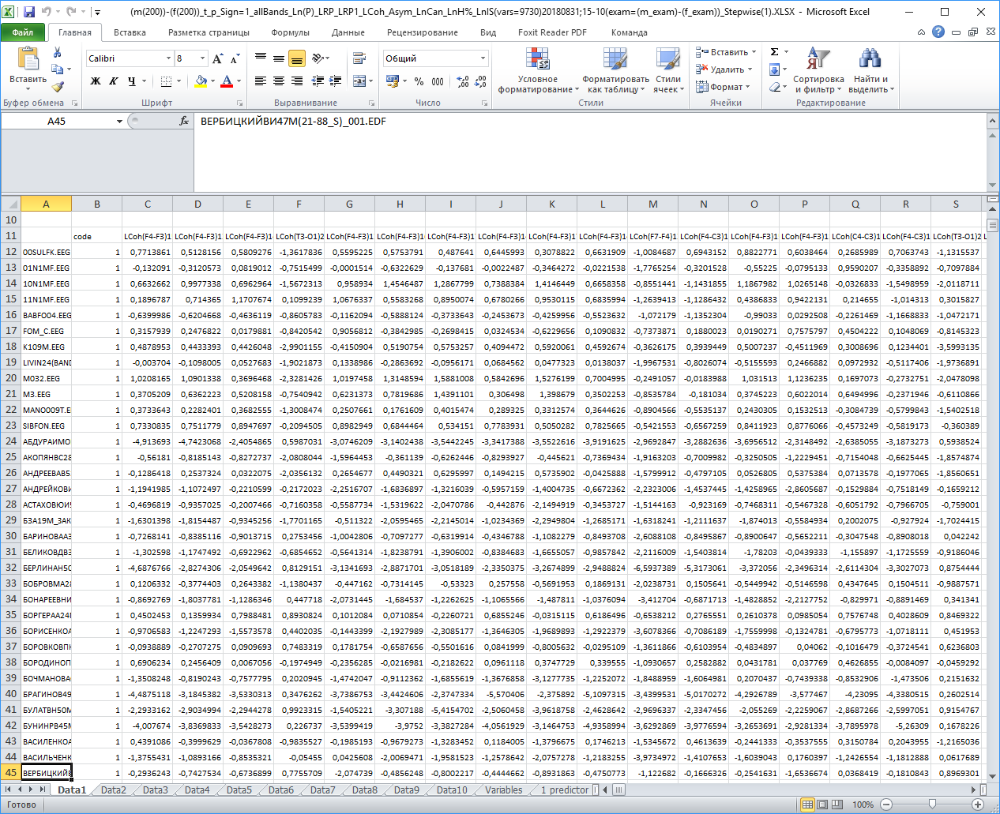 (m(200))-(f(200))_t_p_Sign=1_allBands_Ln(P)_LRP_LRP1_LCoh_Asym_LnCan_LnH%_LnIS(vars=9730)20180831;15-10(exam=(m_exam)-(f_exam))_Stepwise(1).XLSX - Microsoft Excel
Файл Главная Вставка Разметка страницы Формулы Данные Рецензирование Вид Foxit Reader PDF Команда
Calibri 8 Общий
Вставить
Ж К Ч
% 000
Условное форматирование
Форматировать как таблицу
Стили ячеек
Вставить
Удалить
Формат
Σ
Сортировка и фильтр
Найти и выделить
Буфер обмена Шрифт Выравнивание Число Стили Ячейки Редактирование
A45 fx ВЕРБИЦКИЙВИ47М(21-88_S)_001.EDF
A B C D E F G H I J K L M N O P Q R S
10
11 code LCoh(F4-F3)1 LCoh(F4-F3)1 LCoh(F4-F3)1 LCoh(T3-O1)2 LCoh(F4-F3)1 LCoh(F4-F3)1 LCoh(F4-F3)1 LCoh(F4-F3)1 LCoh(F4-F3)1 LCoh(F4-F3)1 LCoh(F7-F4)1 LCoh(F4-C3)1 LCoh(F4-F3)1 LCoh(F4-F3)1 LCoh(C4-C3)1 LCoh(F4-C3)1 LCoh(T3-O1)2
12 00SULFK.EEG 1 0,7713861 0,5128156 0,5809276 -1,3617836 0,5595225 0,5753791 0,487641 0,6445993 0,3078822 0,6631909 -1,0084687 0,6943152 0,8822771 0,6038464 0,2685989 0,7063743 -1,1315537
13 01N1MF.EEG 1 -0,132091 -0,3120573 0,0819012 -0,7515499 -0,0001514 -0,6322629 -0,137681 -0,0022487 -0,3464272 -0,0221538 -1,7765254 -0,3201528 -0,55225 -0,0795133 0,9590207 -0,3358892 -0,7097884
14 10N1MF.EEG 1 0,6632662 0,9977338 0,6962964 -1,5672313 0,958934 1,4546487 1,2867799 0,7388384 1,4146449 0,6658358 -0,8551441 -1,1431855 1,1867982 1,0265148 -0,0326833 -1,5498959 -2,0118711
15 11N1MF.EEG 1 0,1896787 0,714365 1,1707674 0,1099239 1,0676337 0,5583268 0,8950074 0,6780266 0,9530115 0,6835994 -1,2639413 -1,1286432 0,4386833 0,9422131 0,214655 -1,014313 0,3015827
16 BABFO04.EEG 1 -0,6399986 -0,6204668 -0,4636119 -0,8605783 -0,1162094 -0,5888124 -0,3733643 -0,2453673 -0,4259956 -0,5523632 -1,072179 -1,1352304 -0,99033 0,0292508 -0,2261469 -1,1668833 -1,0472171
17 FOM_C.EEG 1 0,3157939 0,2476822 0,0179881 -0,8420542 0,9056812 -0,3842985 -0,2698415 0,0324534 -0,6229656 0,1090832 -0,7373871 0,1880023 0,0190271 0,7575797 0,4504222 0,1048069 -0,8145323
18 K109M.EEG 1 0,4878953 0,4433393 0,4426048 -2,9901155 -0,4150904 0,5190754 0,5753257 0,4094472 0,5920061 0,4592674 -0,3626175 0,3939449 0,5007237 -0,4511969 0,3008696 0,1234401 -3,5993135
19 LIVIN24(BAND 1 -0,003704 -0,1098005 0,0527683 -1,9021873 0,1338986 -0,2863692 -0,0956171 0,0684562 0,0477323 0,0138037 -1,9967531 -0,8026074 -0,5155593 0,2466882 0,0972932 -0,5117406 -1,9736891
20 MO32.EEG 1 1,0208165 1,0901338 0,3696468 -2,3281426 1,0197458 1,3148594 1,5881008 0,5842696 1,5276199 0,7004995 -0,2491057 -0,0183988 1,031513 1,1236235 0,1697073 -0,2732751 -2,0478098
21 M3.EEG 1 0,3705209 0,6362223 0,5208158 -0,7540942 0,6231373 0,7819686 1,4391101 0,306498 1,398679 0,3502253 -0,8535784 -0,181034 0,3745223 0,6022014 0,6494996 -0,2371946 -0,6110866
22 MANO009T.E 1 0,3733643 0,2282401 0,3682555 -1,3008474 0,2507661 0,1761609 0,4015474 0,289325 0,3312574 0,3644626 -0,8904566 -0,5535137 0,2430305 0,1532513 -0,3084739 -0,5799843 -1,5402518
23 SIBFON.EEG 1 0,7330835 0,7511779 0,8947697 -0,2094505 0,8982949 0,6844464 0,534151 0,7783931 0,5050282 0,7825665 -0,5421553 -0,6567259 0,8411923 0,8776066 -0,4573249 -0,5819173 -0,360389
24 АБДУРАИМО 1 -4,913693 -4,7423068 -2,4054865 0,5987031 -3,0746209 -3,1402438 -3,5442245 -3,3417388 -3,5522616 -3,9191625 -2,9692847 -3,2882636 -3,6956512 -2,3148492 -2,6385055 -3,1873273 0,5938524
25 АКОПЯНВС28 1 -0,56181 -0,8185143 -0,8272737 -2,0808044 -1,5964453 -0,361139 -0,6262446 -0,8293927 -0,445621 -0,7369434 -1,9163203 -0,7009982 -0,3250505 -1,2229451 -0,7154048 -0,6625445 -1,8574874
26 АНДРЕЕВАВ5 1 -0,1286418 0,2537324 0,0322075 -2,0356132 0,2654677 0,4490321 0,6295997 0,1494215 0,5735902 -0,0425888 -1,5799912 -0,4797105 0,0526805 0,5375384 0,0713578 -0,1977065 -1,8560651
27 АНДРЕЙКОВИ 1 -1,1941985 -1,1072497 -0,2210599 -0,2172023 -2,2516707 -1,6836897 -1,3216039 -0,5957159 -1,4004735 -0,6672362 -2,2323006 -1,4537445 -1,4258965 -2,8605687 -0,1529884 -0,7518149 -0,1659212
28 АСТАХОВЮИ5 1 -0,4696819 -0,9357025 -0,2007466 -0,7160358 -0,5587734 -1,5319622 -2,0470786 -0,442876 -2,1494919 -0,3453727 -1,5144163 -0,923169 -0,7468311 -0,5467328 -0,6051792 -0,7966705 -0,759001
29 БЗА19М_ЗАК 1 -1,6301398 -1,8154487 -0,9345256 -1,7701165 -0,511322 -2,0595465 -2,2145014 -1,0234369 -2,2949804 -1,2685171 -1,6318241 -1,2111637 -1,874013 -0,5584934 0,2002075 -0,927924 -1,7024415
30 БАРИНОВААЗ 1 -0,7268141 -0,8385116 -0,9013715 0,2753456 -1,0042806 -0,7097277 -0,6319914 -0,4346788 -1,1082279 -0,8493708 -2,6088108 -0,8495867 -0,8900647 -0,5652211 -0,3047548 -0,8908018 0,042242
31 БЕЛИКОВДВЗ 1 -1,302598 -1,1747492 -0,6922962 -0,6854652 -0,5641314 -1,8238791 -1,3906002 -0,8384683 -1,6655057 -0,9857842 -2,2116009 -1,5403814 -1,78203 -0,0439333 -1,155897 -1,1725559 -0,9186046
32 БЕРЛИНАН5С 1 -4,6876766 -2,8274306 -2,0549642 0,8129151 -3,1341693 -2,8871701 -3,0518189 -2,3350375 -3,2674899 -2,9488824 -6,5937389 -5,3173061 -3,372056 -2,3496314 -2,6114304 -3,3027073 0,8754444
33 БОБРОВМА28 1 0,1206332 -0,3774403 0,2643382 -1,1380437 -0,447162 -0,7314145 -0,53323 0,257558 -0,5691953 0,1869131 -2,0238731 0,1505641 -0,5449942 -0,5146598 0,4347645 0,1504511 -0,9887571
34 БОНАРЕЕВНИ 1 -0,8692769 -1,8037781 -1,1286346 0,447718 -2,0731445 -1,684537 -1,2262625 -1,1065566 -1,487811 -1,0376094 -3,412704 -0,6871713 -1,4828852 -2,2127752 -0,829971 -0,8891469 0,341341
35 БОРГЕРАА24I 1 0,4502453 0,1359934 0,7988481 0,8930824 0,1012084 0,0710854 -0,2260721 0,6855246 -0,0315115 0,6186496 -0,6538212 0,2765551 0,2610378 0,0985054 0,7576748 0,4028609 0,8469322
36 БОРИСЕНКОА 1 -0,9706583 -1,2247293 -1,5573578 0,4402035 -0,1443399 -2,1927989 -2,3085177 -1,3646305 -1,9689893 -1,2922379 -3,6078366 -0,7086189 -1,7559998 -0,1324781 -0,6795773 -1,0718111 0,451953
37 БОРОВКОВПН 1 -0,0938889 -0,2707275 0,0909693 0,7483319 0,1781754 -0,6587656 -0,5501616 0,0841999 -0,8005632 -0,0295109 -1,3611866 -0,6103954 -0,4834897 0,04062 -0,1016479 -0,3724541 0,6236803
38 БОРОДИНОП 1 0,6906234 0,2456409 0,0067056 -0,1974949 -0,2356285 -0,0216981 -0,2182622 0,0961118 0,3747729 0,339555 -1,0930657 0,2582882 0,0431781 0,037769 0,4626855 -0,0084097 -0,0459292
39 БОЧМАНОВА 1 -1,3508248 -0,8190243 -0,7577795 0,2020945 -1,4742047 -0,9112362 -1,6855619 -1,3676858 -3,1277735 -1,2252072 -1,8488959 -1,6064981 0,2070437 -0,7439338 -0,8532906 -1,473506 0,2151632
40 БРАГИНОВ49 1 -4,4875118 -3,1845382 -3,5330313 0,3476262 -3,7386753 -3,4424606 -2,3747334 -5,570406 -2,375892 -5,1097315 -3,4399531 -5,0170272 -4,2926789 -3,577467 -4,23095 -4,3380515 0,2602514
41 БУЛАТВН50М 1 -2,2933162 -2,9034994 -2,2944278 0,9923315 -1,5405221 -3,307188 -5,4154702 -2,5060458 -3,9618758 -2,4628642 -2,9696337 -2,3347456 -2,055269 -2,2259067 -2,8687266 -2,5997051 0,9154767
42 БУНИНРВ45М 1 -4,007674 -3,8369833 -3,5428273 0,226737 -3,5399419 -3,9752 -3,3827284 -4,0561929 -3,1464753 -4,9358994 -3,6292869 -3,9776594 -3,2653691 -2,9281334 -3,7895978 -5,26309 0,1678226
43 ВАСИЛЕНКОА 1 0,4391086 -0,3999629 -0,0367808 -0,9835527 -0,1985193 -0,9679273 -1,3283452 0,1184005 -1,3796675 0,1746213 -1,5345672 0,4613639 -0,2441333 -0,3537555 0,3150784 0,2043955 -1,2165036
44 ВАСИЛЬЧЕНК 1 -1,3755431 -1,0893166 -0,8535321 -0,05455 0,0425608 -2,0069471 -1,9581523 -1,2578642 -2,0757278 -1,2183255 -3,9734972 -1,4107653 -1,6039043 0,1760397 -1,2426554 -1,1812888 0,0617689
45 ВЕРБИЦКИЙВ 1 -0,2936243 -0,7427534 -0,6736899 0,7755709 -2,074739 -0,4856248 -0,8002217 -0,4444662 -0,8931863 -0,4750773 -1,122682 -0,1666326 -0,2541631 -1,6536674 0,0368419 -0,1810843 0,8969301
Data1 Data2 Data3 Data4 Data5 Data6 Data7 Data8 Data9 Data10 Variables 1 predictor
Готово 100%